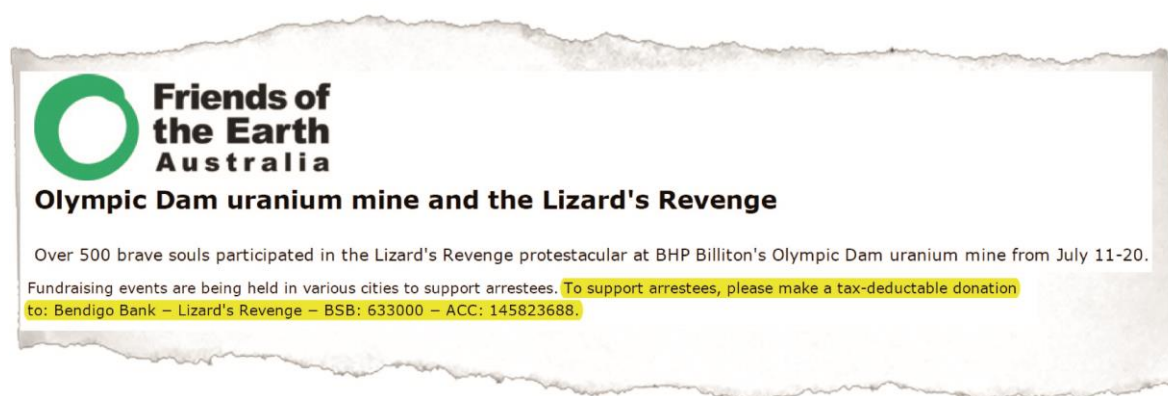 Friends of
the Earth
Australia
Olympic Dam uranium mine and the Lizard's Revenge
Over 500 brave souls participated in the Lizard's Revenge protestacular at BHP Billiton's Olympic Dam uranium mine from July 11-20.
Fundraising events are being held in various cities to support arrestees. To support arrestees, please make a tax-deductable donation
to: Bendigo Bank – Lizard's Revenge – BSB: 633000 – ACC: 145823688.